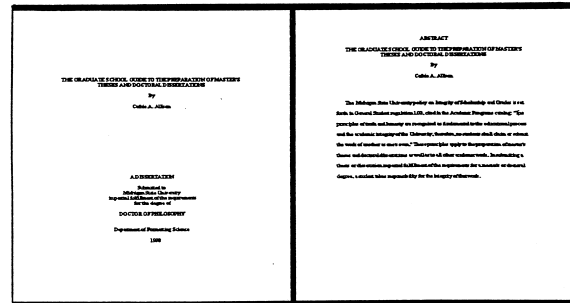 THE GRADUATE SCHOOL GUIDE TO THE PREPARATION OF MASTER'S
THESES AND DOCTORAL DISSERTATIONS
By
A. Allison
A DISSERTATION
Submitted to
Michigan State University
in partial fulfillment of the requirements
for the degree of
DOCTOR OF PHILOSOPHY
Department of Formatting Science
ABSTRACT
THE GRADUATE SCHOOL GUIDE TO THE PREPARATION OF MASTER'S
THESES AND DOCTORAL DISSERTATIONS
By
A. Allison
The Michigan State University policy on Integrity of Scholarship and Grades is set
forth in General Student regulation 1.00, cited in the Academic Programs catalog: "The
principles of truth and honesty are recognized as fundamental to the educational process
and the academic integrity of the University; therefore, no students shall claim or submit
the work of another as one's own." These principles apply to the preparation of master's
theses and doctoral dissertations as well as to all other academic work. In submitting a
thesis or dissertation in partial fulfillment of the requirements for a master's or doctoral
degree, a student takes responsibility for the integrity of the work.